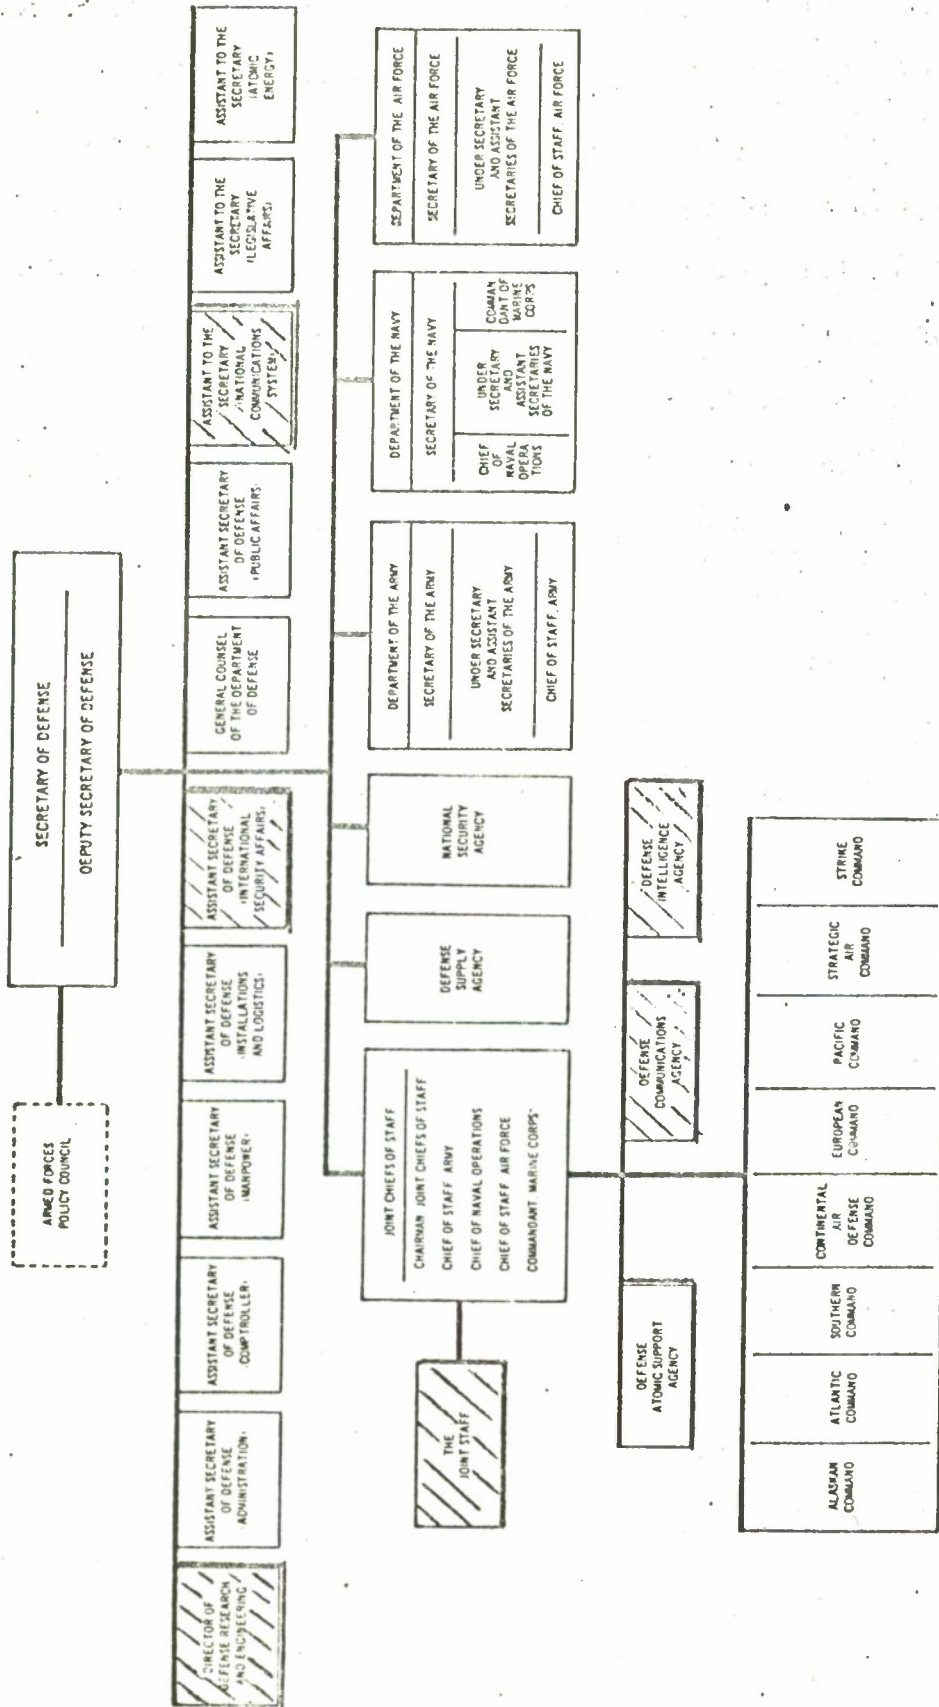 SECRETARY OF DEFENSE
DEPUTY SECRETARY OF DEFENSE
ARMED FORCES
POLICY COUNCIL
DIRECTOR OF
DEFENSE RESEARCH
AND ENGINEERING
ASSISTANT SECRETARY
OF DEFENSE
(ADMINISTRATION)
ASSISTANT SECRETARY
OF DEFENSE
(COMPTROLLER)
ASSISTANT SECRETARY
OF DEFENSE
(MANPOWER)
ASSISTANT SECRETARY
OF DEFENSE
(INSTALLATIONS
AND LOGISTICS)
ASSISTANT SECRETARY
OF DEFENSE
(INTERNATIONAL
SECURITY AFFAIRS)
GENERAL COUNSEL
OF THE DEPARTMENT
OF DEFENSE
ASSISTANT SECRETARY
OF DEFENSE
(PUBLIC AFFAIRS)
ASSISTANT TO THE
SECRETARY
(NATIONAL
COMMUNICATIONS
SYSTEM)
ASSISTANT TO THE
SECRETARY
(LEGISLATIVE
AFFAIRS)
ASSISTANT TO THE
SECRETARY
(ATOMIC
ENERGY)
JOINT CHIEFS OF STAFF
CHAIRMAN JOINT CHIEFS OF STAFF
CHIEF OF STAFF ARMY
CHIEF OF NAVAL OPERATIONS
CHIEF OF STAFF AIR FORCE
COMMANDANT, MARINE CORPS
THE
JOINT STAFF
DEFENSE
SUPPLY
AGENCY
NATIONAL
SECURITY
AGENCY
DEPARTMENT OF THE ARMY
SECRETARY OF THE ARMY
UNDER SECRETARY
AND ASSISTANT
SECRETARIES OF THE ARMY
CHIEF OF STAFF, ARMY
DEPARTMENT OF THE NAVY
SECRETARY OF THE NAVY
CHIEF
OF
NAVAL
OPERA
TIONS
UNDER
SECRETARY
AND
ASSISTANT
SECRETARIES
OF THE NAVY
COMMAN
DANT OF
MARINE
CORPS
DEPARTMENT OF THE AIR FORCE
SECRETARY OF THE AIR FORCE
UNDER SECRETARY
AND ASSISTANT
SECRETARIES OF THE AIR FORCE
CHIEF OF STAFF, AIR FORCE
DEFENSE
ATOMIC SUPPORT
AGENCY
DEFENSE
COMMUNICATIONS
AGENCY
DEFENSE
INTELLIGENCE
AGENCY
ALASKAN
COMMAND
ATLANTIC
COMMAND
SOUTHERN
COMMAND
CONTINENTAL
AIR
DEFENSE
COMMAND
EUROPEAN
COMMAND
PACIFIC
COMMAND
STRATEGIC
AIR
COMMAND
STRIKE
COMMAND